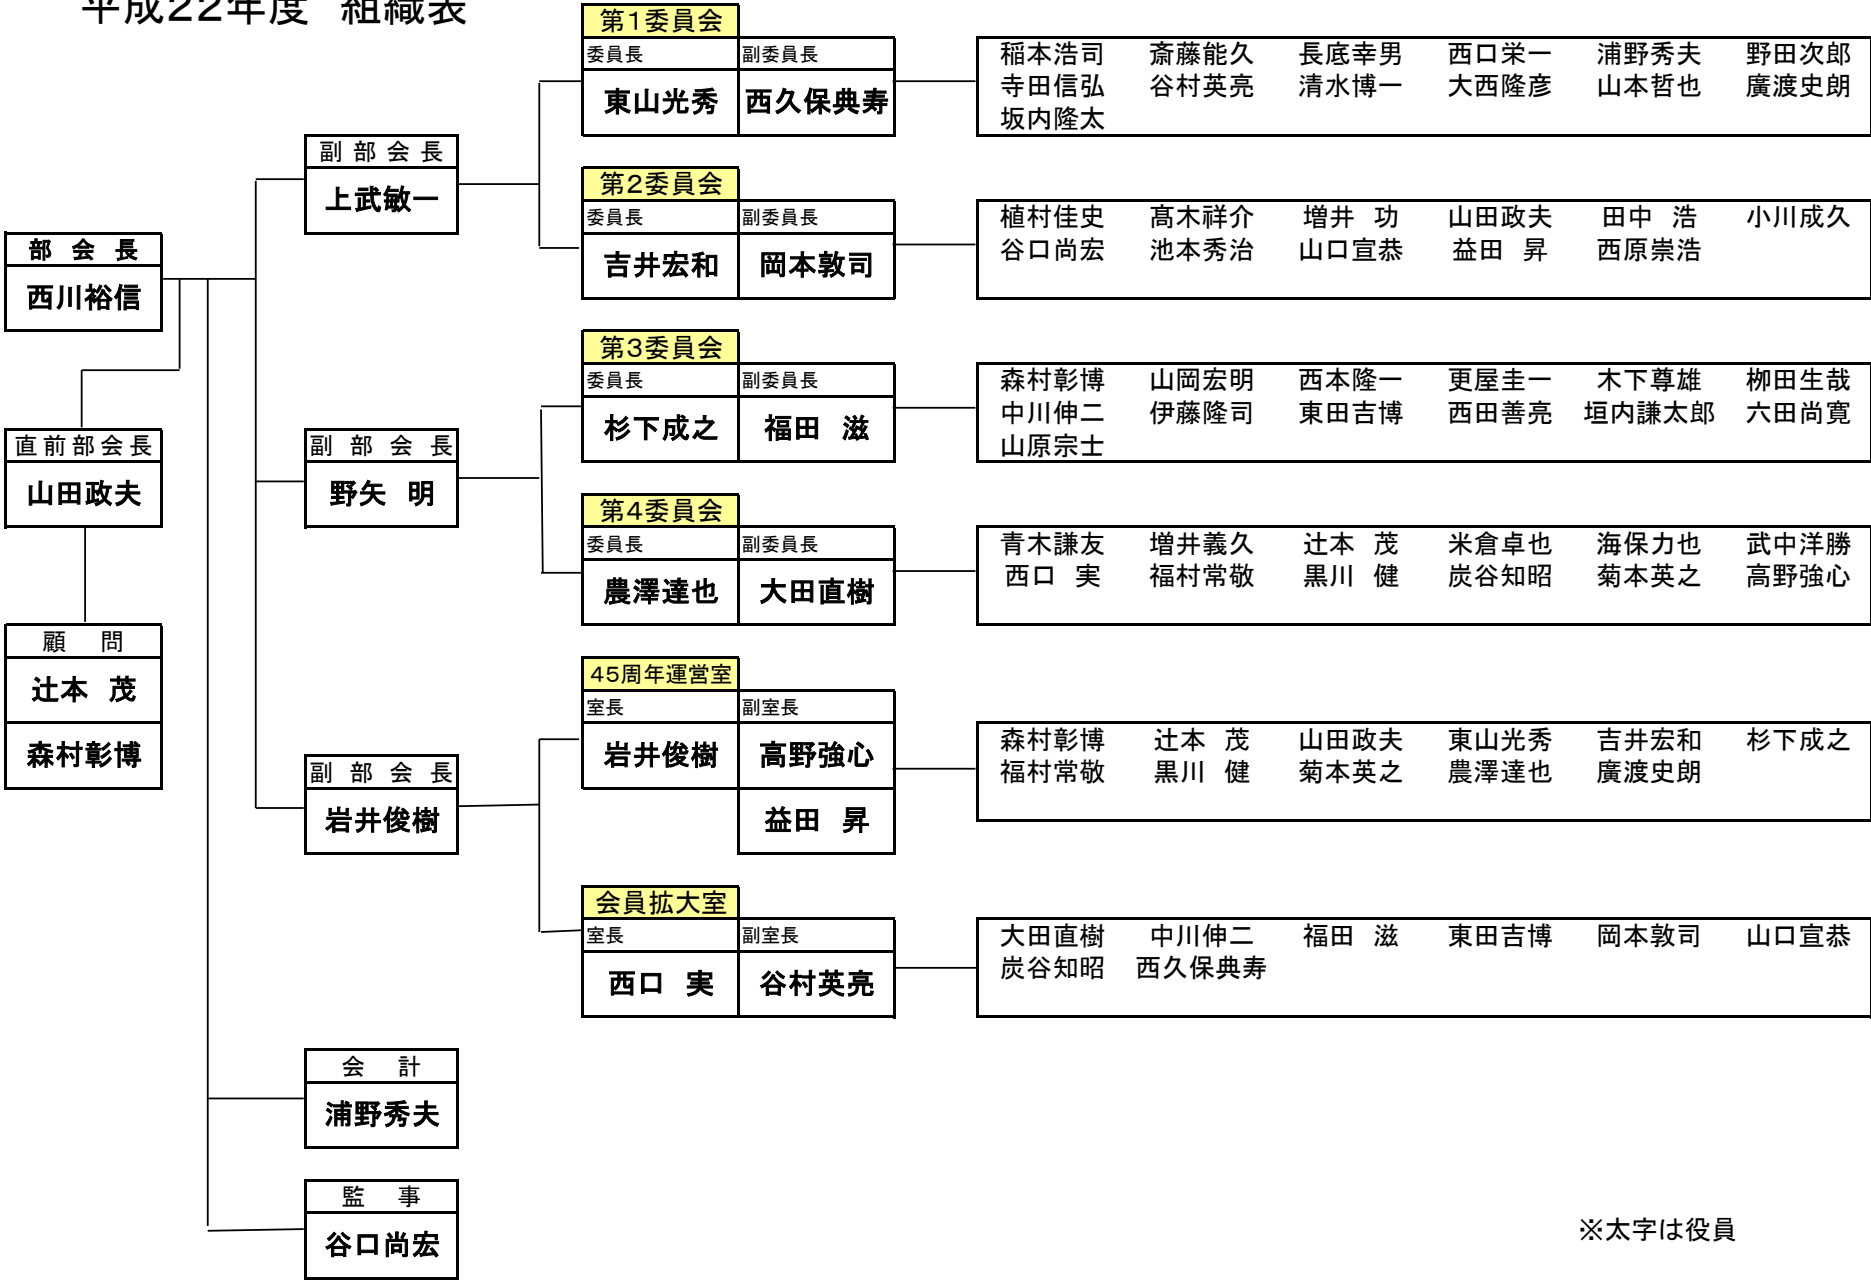 平成22年度　組織表
部　会　長
西川裕信
直前部会長
山田政夫
顧　問
辻本　茂
森村彰博
副 部 会 長
上武敏一
副 部 会 長
野矢　明
副 部 会 長
岩井俊樹
会　計
浦野秀夫
監　事
谷口尚宏
第1委員会
委員長　副委員長
東山光秀　西久保典寿
稲本浩司　斎藤能久　長底幸男　西口栄一　浦野秀夫　野田次郎
寺田信弘　谷村英亮　清水博一　大西隆彦　山本哲也　廣渡史朗
坂内隆太
第2委員会
委員長　副委員長
吉井宏和　岡本敦司
植村佳史　髙木祥介　増井　功　山田政夫　田中　浩　小川成久
谷口尚宏　池本秀治　山口宣恭　益田　昇　西原崇浩
第3委員会
委員長　副委員長
杉下成之　福田　滋
森村彰博　山岡宏明　西本隆一　更屋圭一　木下尊雄　栁田生哉
中川伸二　伊藤隆司　東田吉博　西田善亮　垣内謙太郎　六田尚寛
山原宗士
第4委員会
委員長　副委員長
農澤達也　大田直樹
青木謙友　増井義久　辻本　茂　米倉卓也　海保力也　武中洋勝
西口　実　福村常敬　黒川　健　炭谷知昭　菊本英之　高野強心
45周年運営室
室長　副室長
岩井俊樹　高野強心
益田　昇
森村彰博　辻本　茂　山田政夫　東山光秀　吉井宏和　杉下成之
福村常敬　黒川　健　菊本英之　農澤達也　廣渡史朗
会員拡大室
室長　副室長
西口　実　谷村英亮
大田直樹　中川伸二　福田　滋　東田吉博　岡本敦司　山口宣恭
炭谷知昭　西久保典寿
※太字は役員